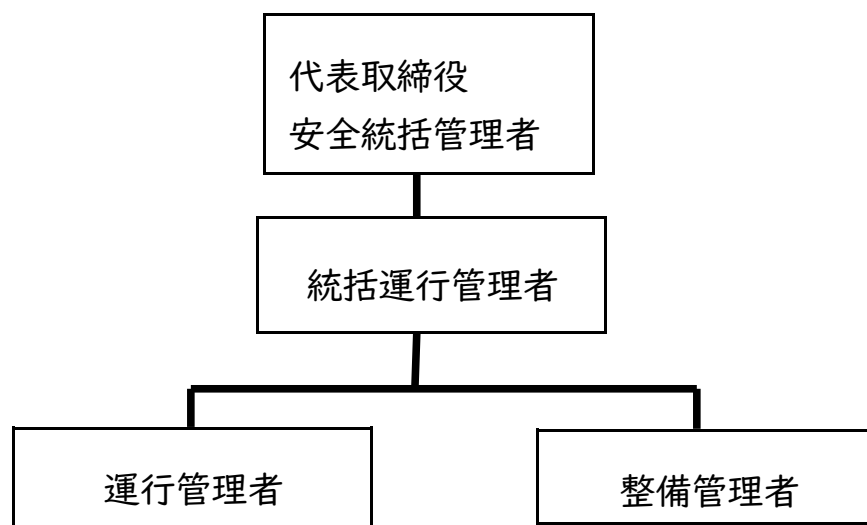 代表取締役
安全統括管理者
統括運行管理者
運行管理者
整備管理者